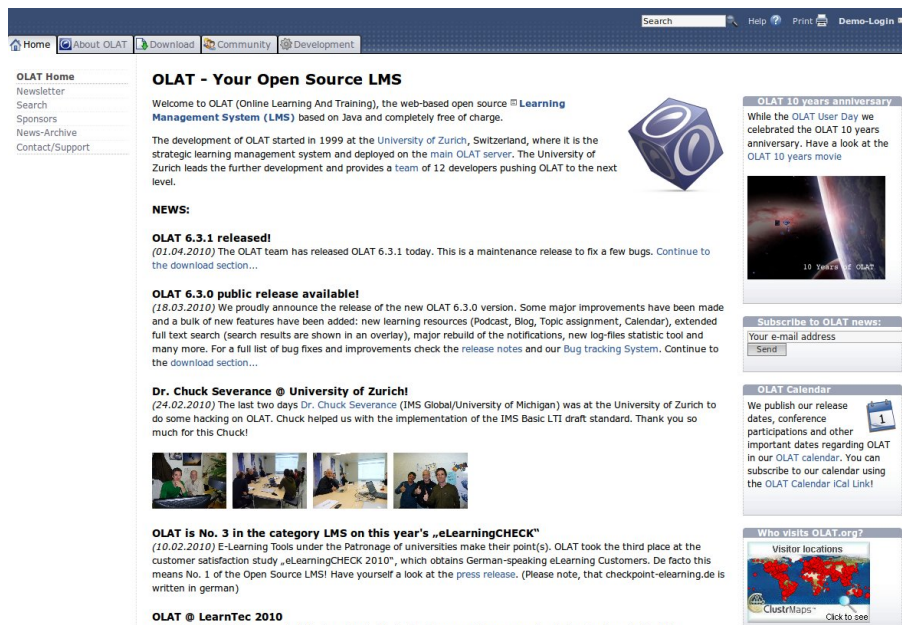 Search
Help
Print
Demo-Login
Home
About OLAT
Download
Community
Development
OLAT Home
Newsletter
Search
Sponsors
News-Archive
Contact/Support
OLAT - Your Open Source LMS
Welcome to OLAT (Online Learning And Training), the web-based open source Learning
Management System (LMS) based on Java and completely free of charge.
The development of OLAT started in 1999 at the University of Zurich, Switzerland, where it is the
strategic learning management system and deployed on the main OLAT server. The University of
Zurich leads the further development and provides a team of 12 developers pushing OLAT to the next
level.
NEWS:
OLAT 6.3.1 released!
(01.04.2010) The OLAT team has released OLAT 6.3.1 today. This is a maintenance release to fix a few bugs. Continue to
the download section...
OLAT 6.3.0 public release available!
(18.03.2010) We proudly announce the release of the new OLAT 6.3.0 version. Some major improvements have been made
and a bulk of new features have been added: new learning resources (Podcast, Blog, Topic assignment, Calendar), extended
full text search (search results are shown in an overlay), major rebuild of the notifications, new log-files statistic tool and
many more. For a full list of bug fixes and improvements check the release notes and our Bug tracking System. Continue to
the download section...
Dr. Chuck Severance @ University of Zurich!
(24.02.2010) The last two days Dr. Chuck Severance (IMS Global/University of Michigan) was at the University of Zurich to
do some hacking on OLAT. Chuck helped us with the implementation of the IMS Basic LTI draft standard. Thank you so
much for this Chuck!
OLAT is No. 3 in the category LMS on this year's „eLearningCHECK“
(10.02.2010) E-Learning Tools under the Patronage of universities make their point(s). OLAT took the third place at the
customer satisfaction study „eLearningCHECK 2010“, which obtains German-speaking eLearning Customers. De facto this
means No. 1 of the Open Source LMS! Have yourself a look at the press release. (Please note, that checkpoint-elearning.de is
written in german)
OLAT @ LearnTec 2010
OLAT 10 years anniversary
While the OLAT User Day we
celebrated the OLAT 10 years
anniversary. Have a look at the
OLAT 10 years movie
10 Years of OLAT
Subscribe to OLAT news:
Your e-mail address
Send
OLAT Calendar
We publish our release
dates, conference
participations and other
important dates regarding OLAT
in our OLAT calendar. You can
subscribe to our calendar using
the OLAT Calendar iCal Link!
1
Who visits OLAT.org?
Visitor locations
ClustrMaps
Click to see